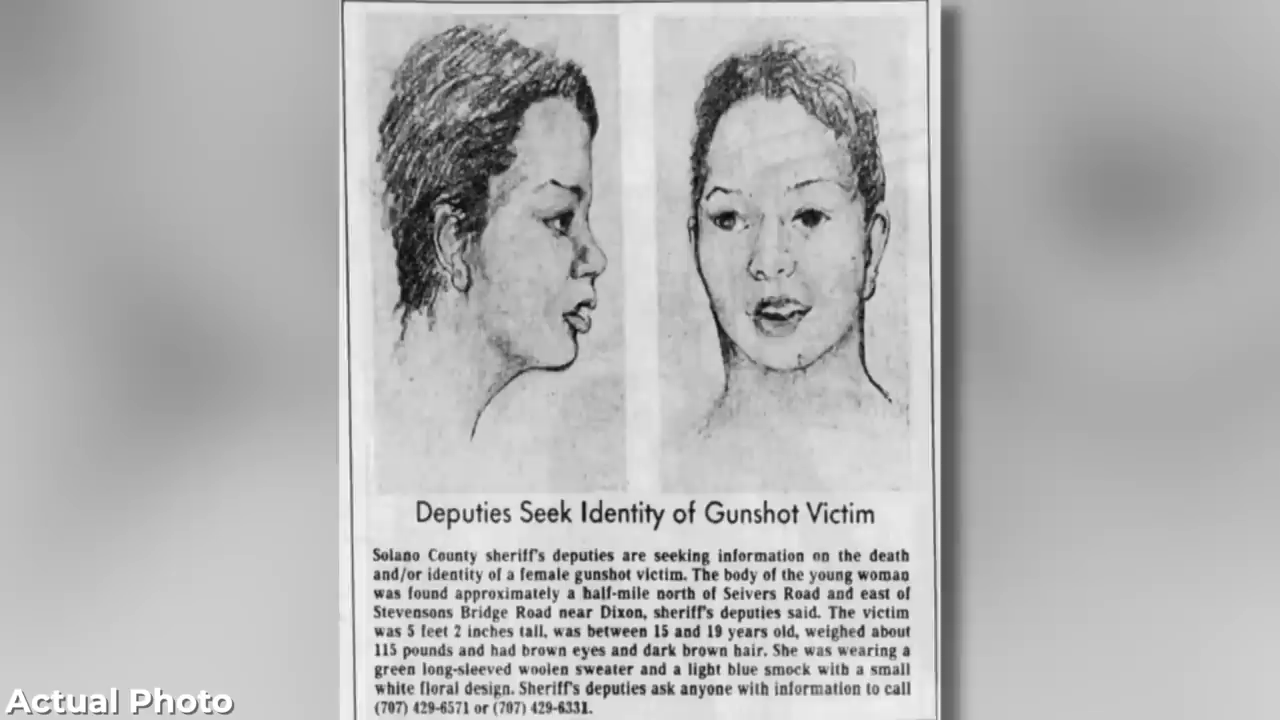 Deputies Seek Identity of Gunshot Victim
Solano County sheriff's deputies are seeking information on the death
and/or identity of a female gunshot victim. The body of the young woman
was found approximately a half-mile north of Seivers Road and east of
Stevensons Bridge Road near Dixon, sheriff's deputies said. The victim
was 5 feet 2 inches tall, was between 15 and 19 years old, weighed about
115 pounds and had brown eyes and dark brown hair. She was wearing a
green long-sleeved woolen sweater and a light blue smock with a small
white floral design. Sheriff's deputies ask anyone with information to call
(707) 429-6571 or (707) 429-6331.
Actual Photo